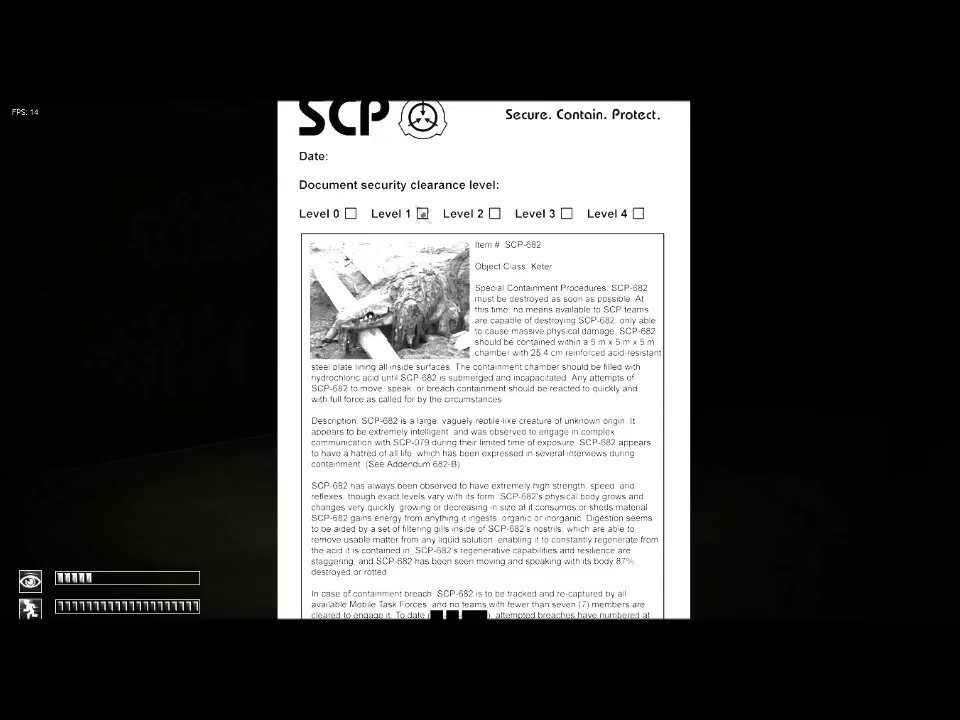 FPS: 14
SCP
Secure. Contain. Protect.
Date:
Document security clearance level:
Level 0 Level 1 Level 2 Level 3 Level 4
Item # SCP-682
Object Class Keter
Special Containment Procedures: SCP-682
must be destroyed as soon as possible At
this time, no means available to SCP teams
are capable of destroying SCP-682, only able
to cause massive physical damage. SCP-682
should be contained within a 5 m x 5 m x 5 m
chamber with 25.4 cm reinforced acid-resistant
steel plate lining all inside surfaces. The containment chamber should be filled with
hydrochloric acid until SCP-682 is submerged and incapacitated. Any attempts of
SCP-682 to move, speak or breach containment should be reacted to quickly and
with full force as called for by the circumstances.
Description: SCP-682 is a large vaguely reptile-like creature of unknown origin. It
appears to be extremely intelligent and was observed to engage in complex
communication with SCP-079 during their limited time of exposure. SCP-682 appears
to have a hatred of all life, which has been expressed in several interviews during
containment (See Addendum 682-B)
SCP-682 has always been observed to have extremely high strength, speed and
reflexes, though exact levels vary with its form. SCP-682's physical body grows and
changes very quickly growing or decreasing in size at it consumes or sheds material
SCP-682 gains energy from anything it ingests, organic or inorganic. Digestion seems
to be aided by a set of filtering gills inside of SCP-682's nostrils, which are able to
remove usable matter from any liquid solution enabling it to constantly regenerate from
the acid it is contained in. SCP-682's regenerative capabilities and resilience are
staggering, and SCP-682 has been seen moving and speaking with its body 87%
destroyed or rotted
In case of containment breach SCP-682 is to be tracked and re-captured by all
available Mobile Task Forces, and no teams with fewer than seven (7) members are
cleared to engage it. To date ( ), attempted breaches have numbered at